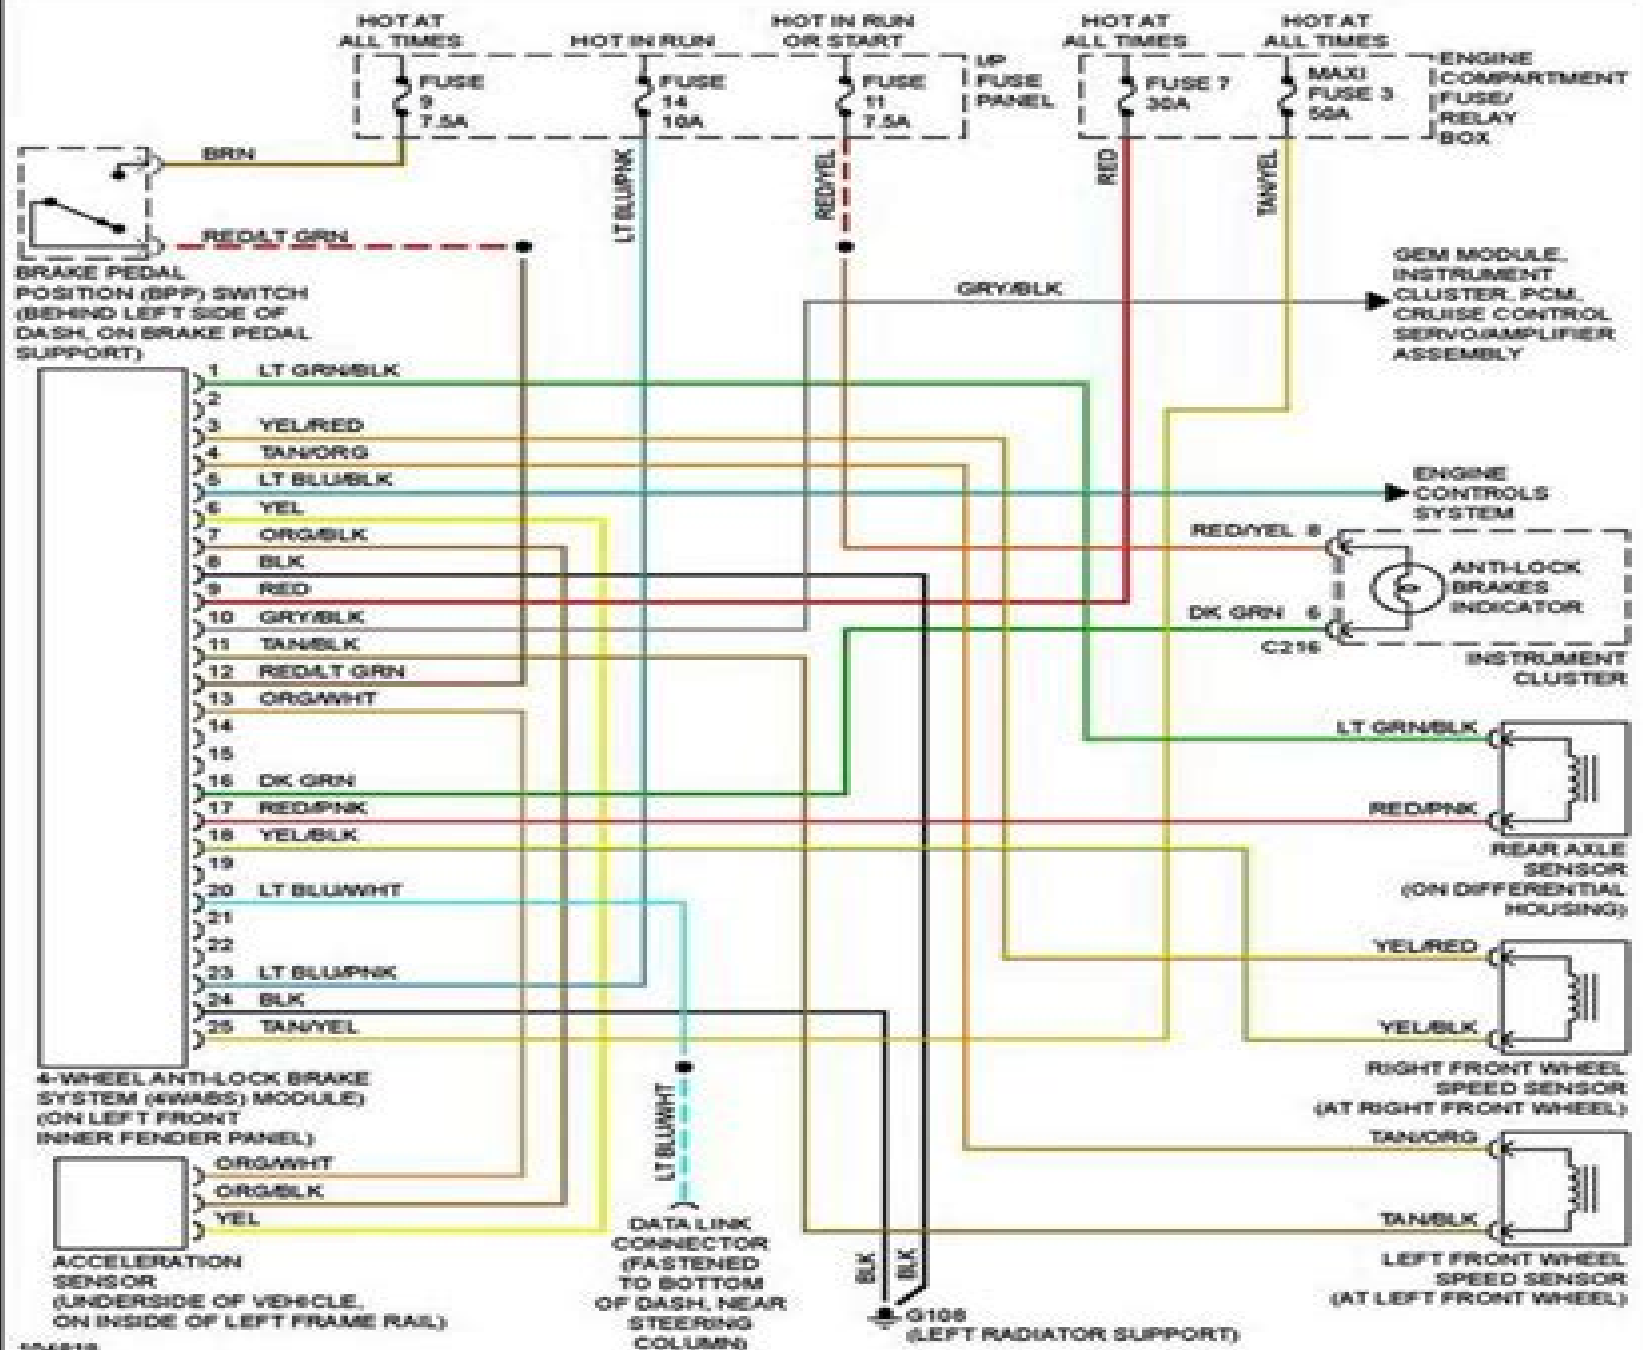 HOT AT
ALL TIMES
HOT IN RUN
HOT IN RUN
OR START
HOT AT
ALL TIMES
HOT AT
ALL TIMES
FUSE
9
7.5A
FUSE
14
10A
FUSE
11
7.5A
I/P
FUSE
PANEL
FUSE 7
30A
MAXI
FUSE 3
50A
ENGINE
COMPARTMENT
FUSE/
RELAY
BOX
BRN
RED/LT GRN
LT BLU/PNK
RED/YEL
RED
TAN/YEL
BRAKE PEDAL
POSITION (BPP) SWITCH
(BEHIND LEFT SIDE OF
DASH, ON BRAKE PEDAL
SUPPORT)
GRY/BLK
GEM MODULE,
INSTRUMENT
CLUSTER, PCM,
CRUISE CONTROL
SERVO/AMPLIFIER
ASSEMBLY
1 LT GRN/BLK
2
3 YEL/RED
4 TAN/ORG
5 LT BLU/BLK
6 YEL
7 ORG/BLK
8 BLK
9 RED
10 GRY/BLK
11 TAN/BLK
12 RED/LT GRN
13 ORG/WHT
14
15
16 DK GRN
17 RED/PNK
18 YEL/BLK
19
20 LT BLU/WHT
21
22
23 LT BLU/PNK
24 BLK
25 TAN/YEL
4-WHEEL ANTI-LOCK BRAKE
SYSTEM (4WABS) MODULE)
(ON LEFT FRONT
INNER FENDER PANEL)
ENGINE
CONTROLS
SYSTEM
RED/YEL 8
DK GRN 6
C216
ANTI-LOCK
BRAKES
INDICATOR
INSTRUMENT
CLUSTER
LT GRN/BLK
RED/PNK
REAR AXLE
SENSOR
(ON DIFFERENTIAL
HOUSING)
YEL/RED
YEL/BLK
RIGHT FRONT WHEEL
SPEED SENSOR
(AT RIGHT FRONT WHEEL)
TAN/ORG
TAN/BLK
LEFT FRONT WHEEL
SPEED SENSOR
(AT LEFT FRONT WHEEL)
ORG/WHT
ORG/BLK
YEL
ACCELERATION
SENSOR
(UNDERSIDE OF VEHICLE,
ON INSIDE OF LEFT FRAME RAIL)
LT BLU/WHT
DATA LINK
CONNECTOR
(FASTENED
TO BOTTOM
OF DASH, NEAR
STEERING
COLUMN)
BLK
BLK
G108
(LEFT RADIATOR SUPPORT)